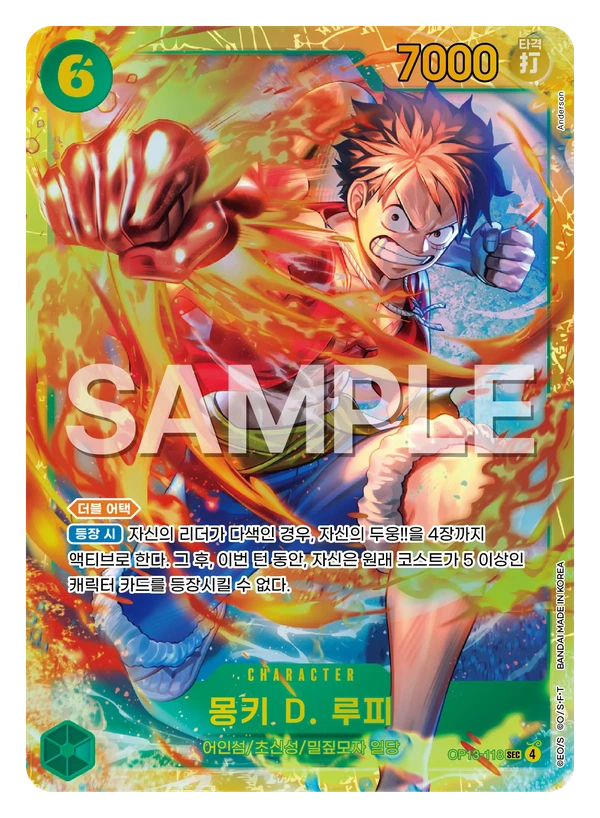 6
7000
타격
打
Anderson
SAMPLE
더블 어택
등장 시 자신의 리더가 다색인 경우, 자신의 두웅!!을 4장까지
액티브로 한다. 그 후, 이번 턴 동안, 자신은 원래 코스트가 5 이상인
캐릭터 카드를 등장시킬 수 없다.
CHARACTER
몽키 D. 루피
어인섬/초신성/밀짚모자 일당
OP13-118 SEC 4
©EO/S ©O/S·F·T BANDAI MADE IN KOREA